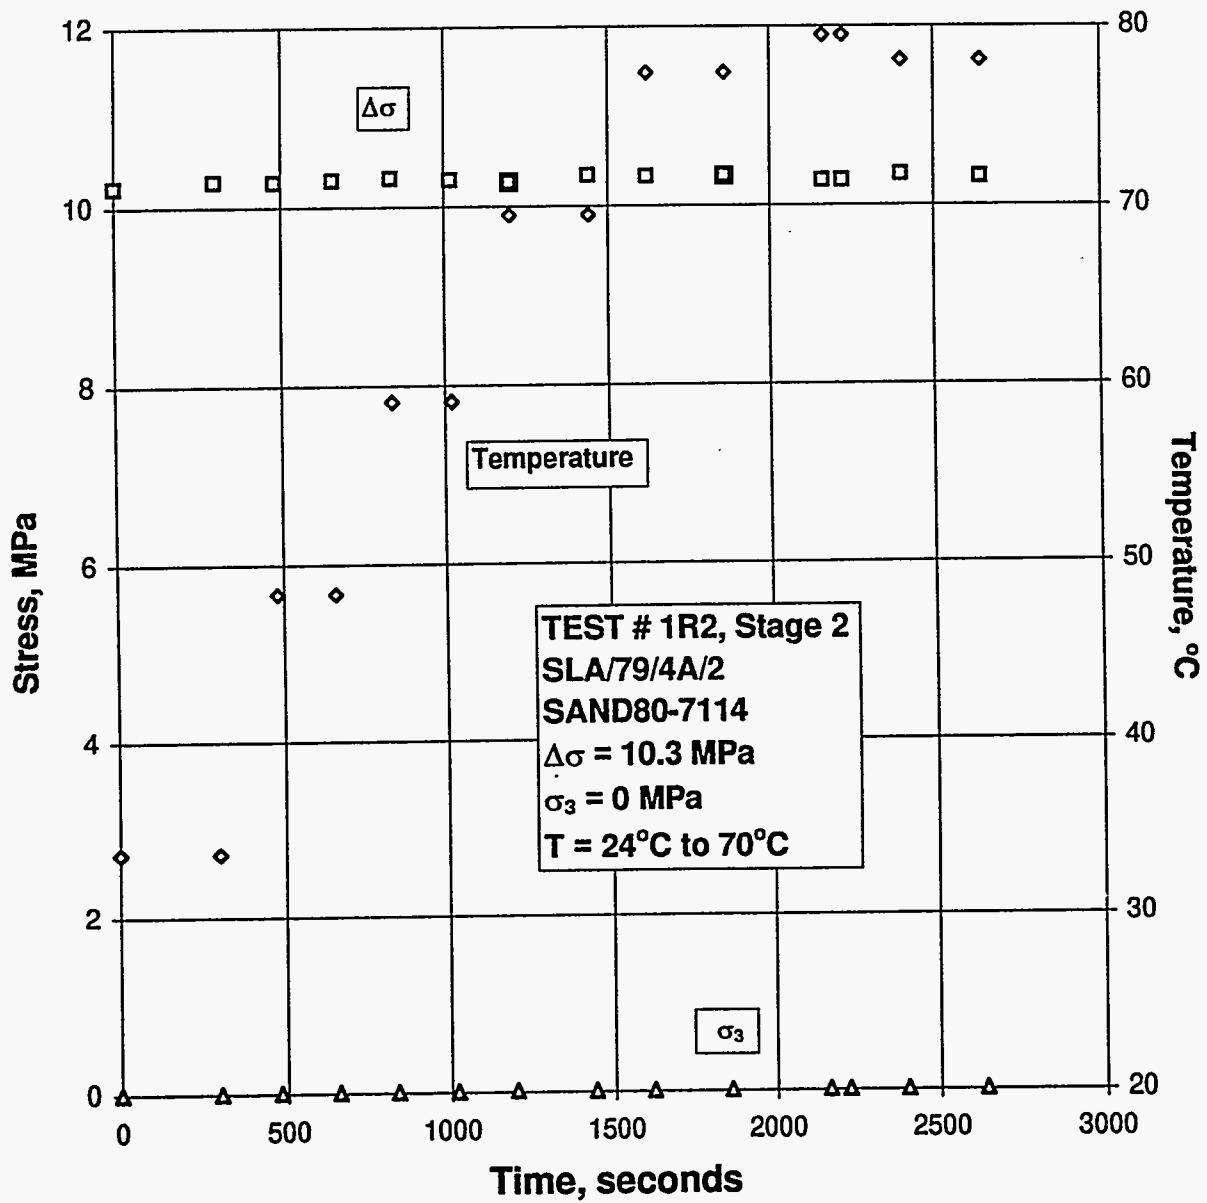 12
10
8
6
4
2
0
Stress, MPa
80
70
60
50
40
30
20
Temperature, °C
Δσ
Temperature
TEST # 1R2, Stage 2
SLA/79/4A/2
SAND80-7114
Δσ = 10.3 MPa
σ₃ = 0 MPa
T = 24°C to 70°C
σ₃
0 500 1000 1500 2000 2500 3000
Time, seconds